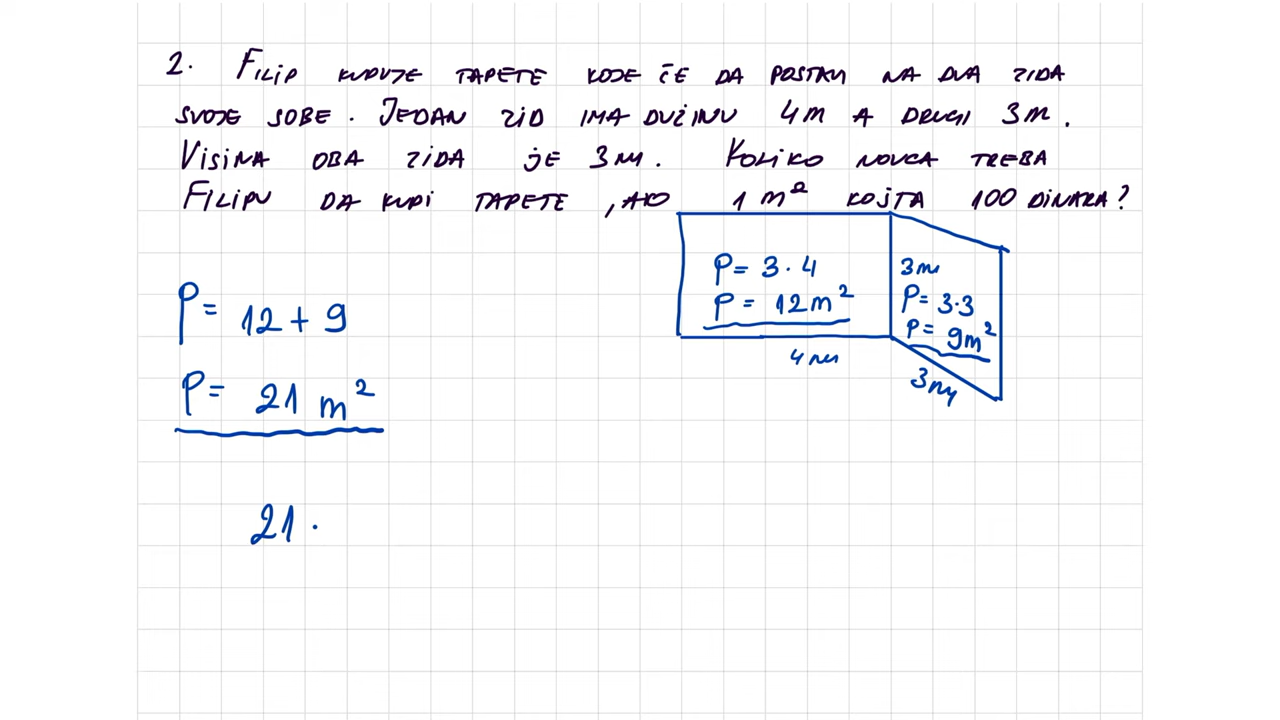 2. FILIP KUPUJE TAPETE KOJE ĆE DA POSTAVI NA DVA ZIDA
SVOJE SOBE. JEDAN ZID IMA DUŽINU 4m A DRUGI 3m.
VISINA OBA ZIDA JE 3m. KOLIKO NOVCA TREBA
FILIPU DA KUPI TAPETE, AKO 1 m² KOŠTA 100 DINARA?
P = 3·4
P = 12m²
4m
3m
P = 3·3
P = 9m²
3m
P = 12 + 9
P = 21 m²
21 ·